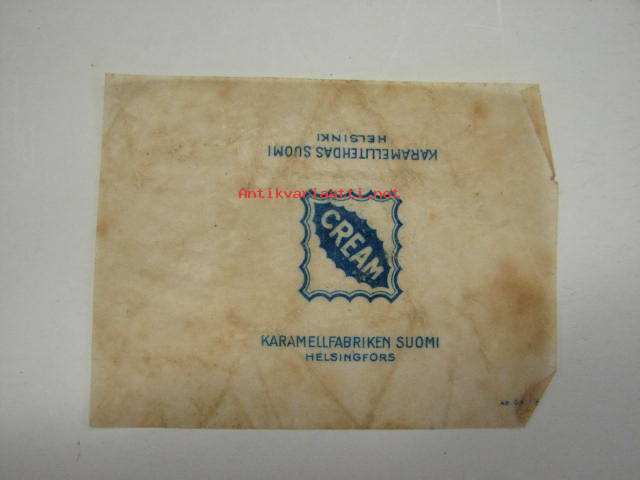 KARAMELLITEHDAS SUOMI
HELSINKI
Antikvariaatti.net
CREAM
KARAMELLFABRIKEN SUOMI
HELSINGFORS